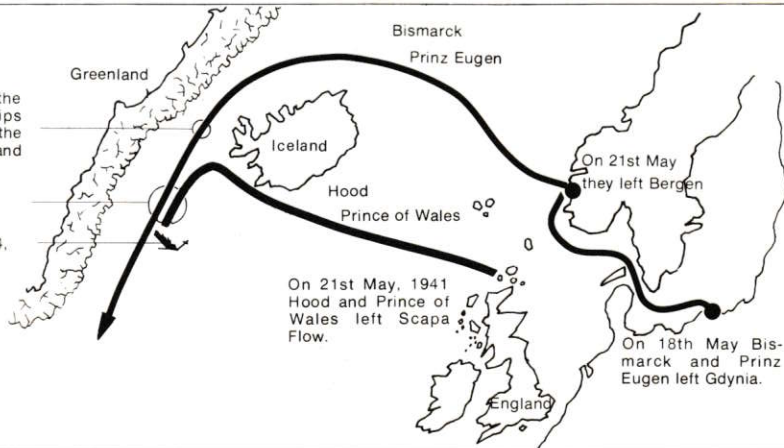 Bismarck
Prinz Eugen
Greenland
the
ips
the
and
Iceland
On 21st May
they left Bergen
Hood
Prince of Wales
4,
On 21st May, 1941
Hood and Prince of
Wales left Scapa
Flow.
On 18th May Bis-
marck and Prinz
Eugen left Gdynia.
England